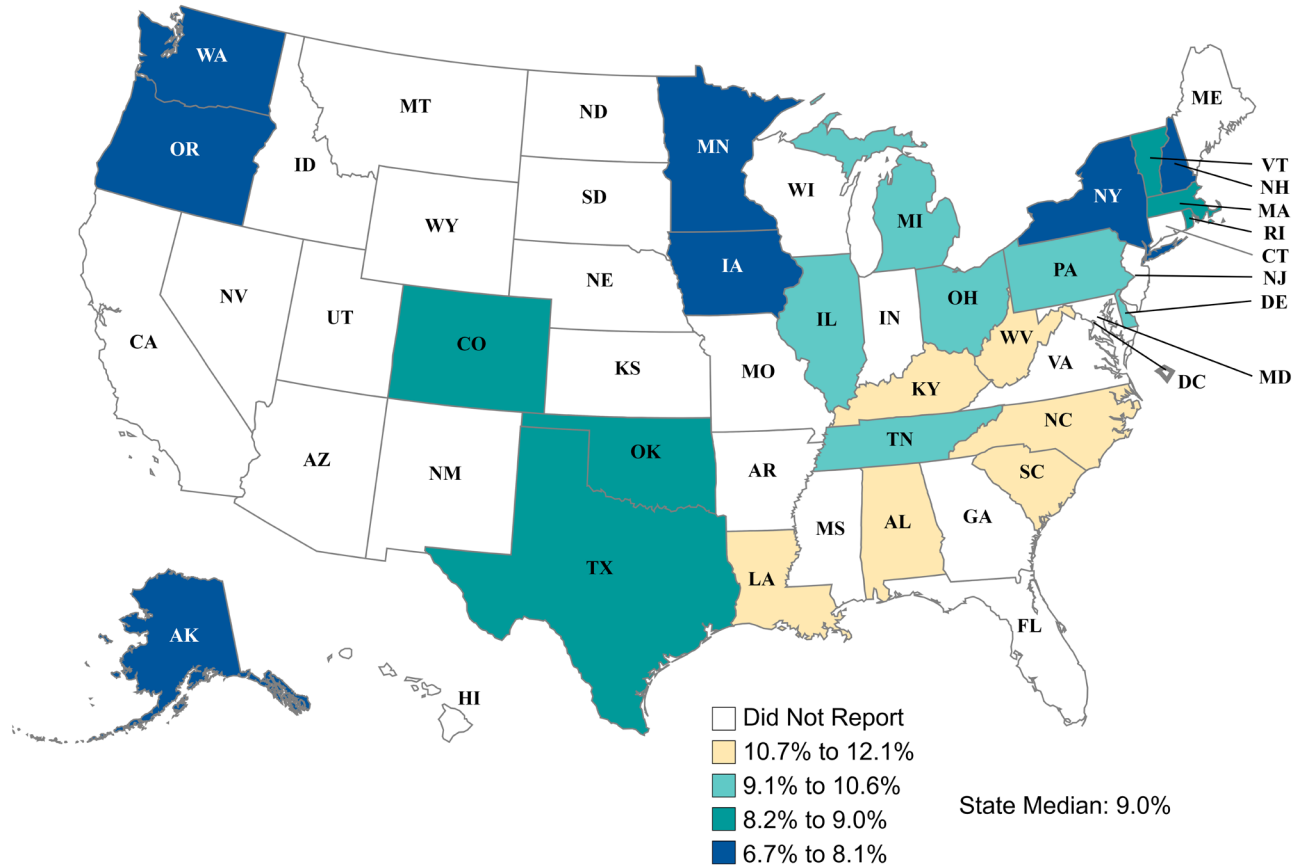 WA
MT
ND
MN
ME
OR
ID
SD
WI
VT
NH
NY
MA
WY
MI
RI
CT
NV
NE
IA
PA
NJ
DE
UT
IL
IN
OH
CA
CO
KS
MO
WV
VA
DC
MD
KY
NC
AZ
NM
OK
AR
TN
SC
MS
AL
GA
TX
LA
FL
AK
HI
Did Not Report
10.7% to 12.1%
9.1% to 10.6%
8.2% to 9.0%
6.7% to 8.1%
State Median: 9.0%